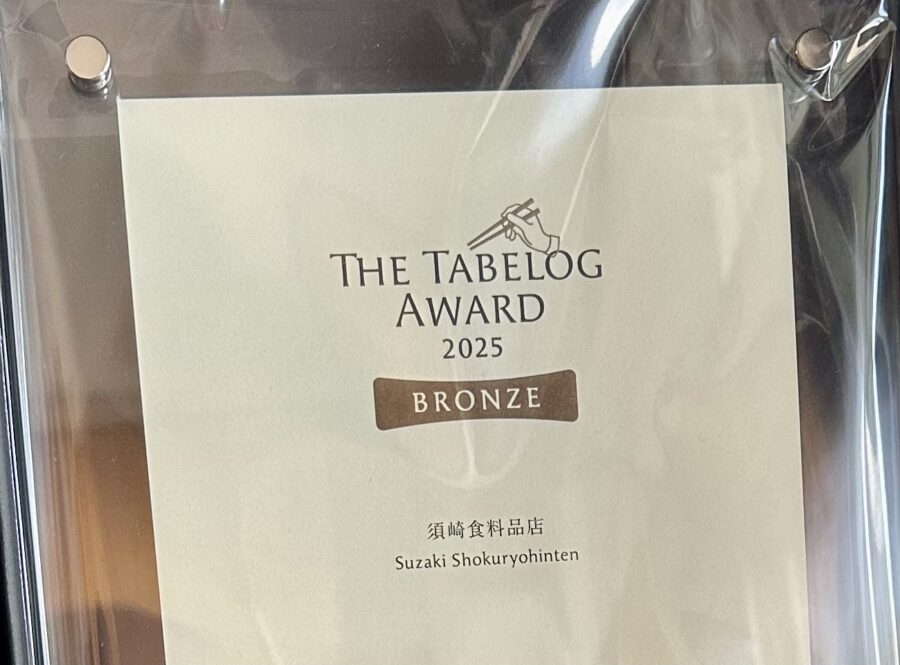 THE TABELOG
AWARD
2025
BRONZE
須崎食料品店
Suzaki Shokuryohinten